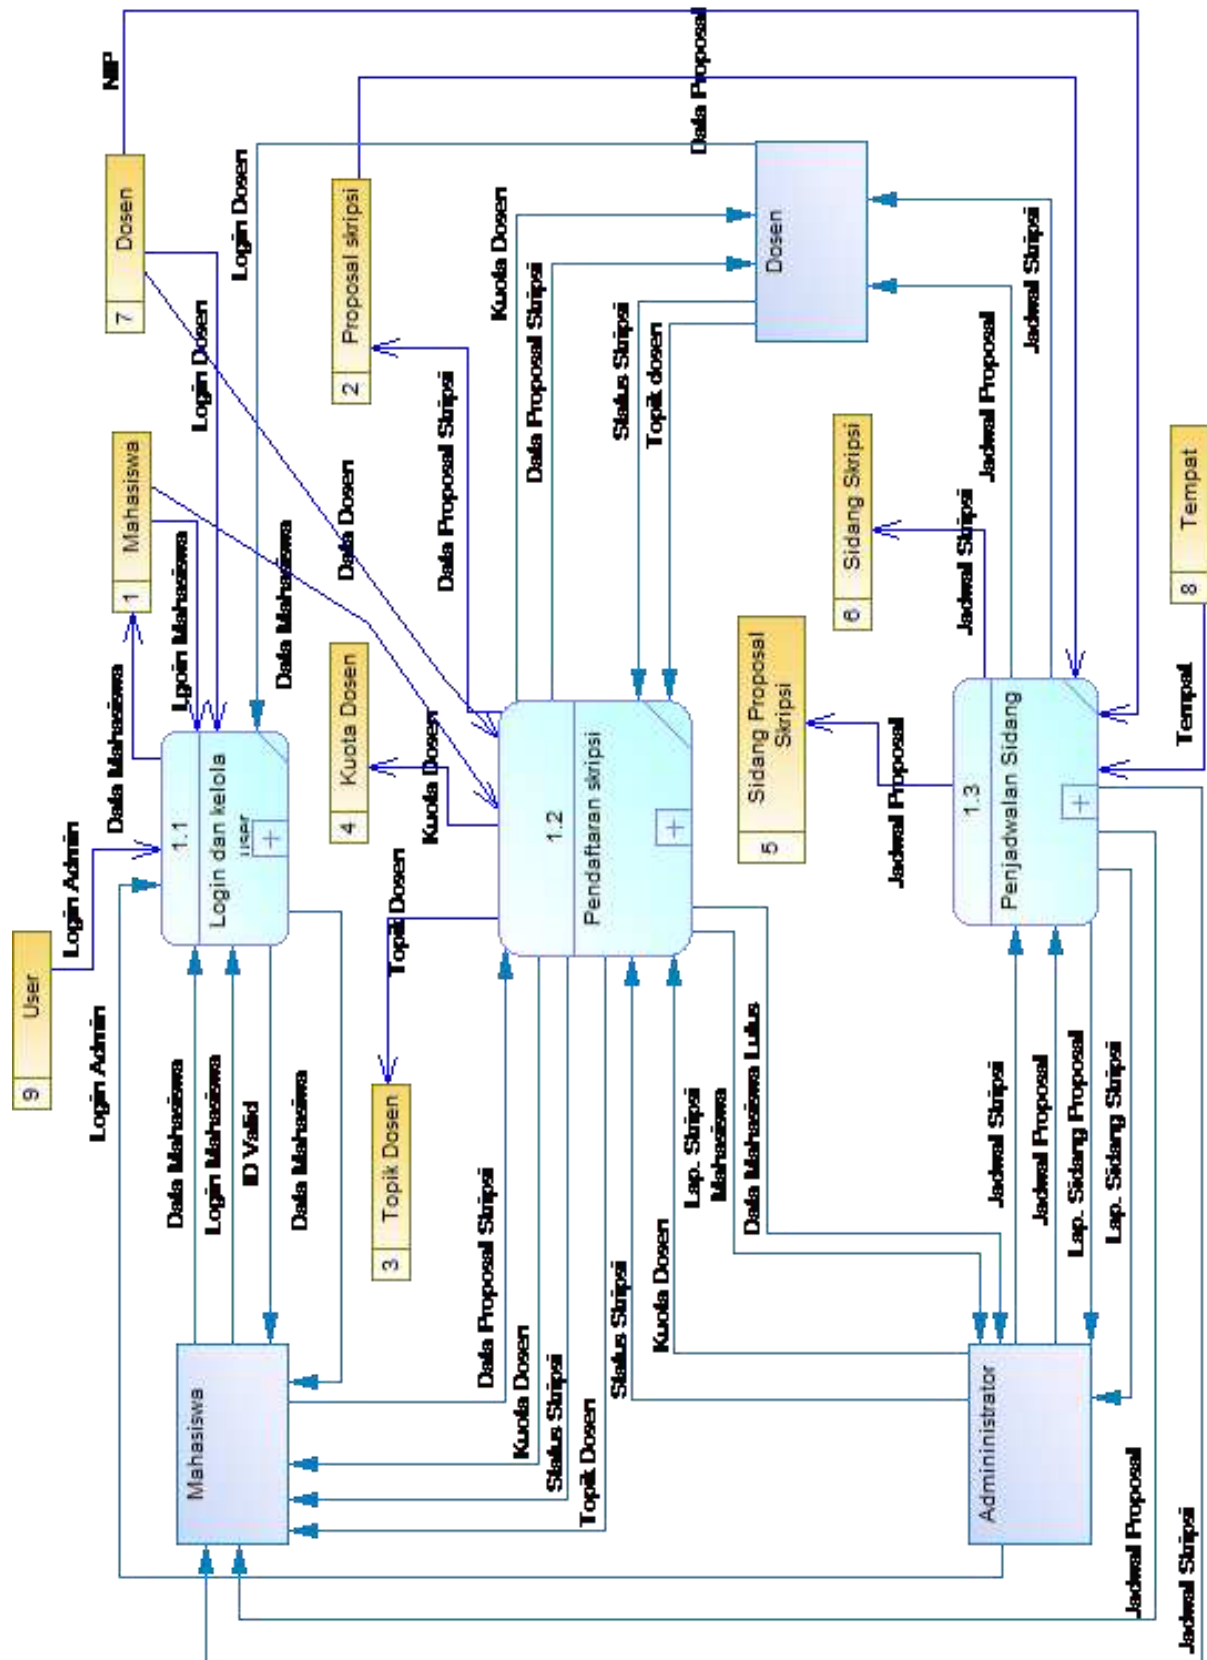 9
User
Login Admin
Login Admin
1
Mahasiswa
7
Dosen
NIP
Data Mahasiswa
Lgoin Mahasiswa
Login Dosen
Login Dosen
Data Mahasiswa
Login Mahasiswa
ID Valid
Data Mahasiswa
1.1
Login dan kelola
user
Data Mahasiswa
Mahasiswa
4
Kuota Dosen
Kuota Dosen
Data Dosen
2
Proposal skripsi
Data Proposal Skripsi
3
Topik Dosen
Topik Dosen
Data Proposal Skripsi
Kuota Dosen
Status Skripsi
Topik Dosen
1.2
Pendaftaran skripsi
Kuota Dosen
Data Proposal Skripsi
Status Skripsi
Topik dosen
Data Proposal
Dosen
Status Skripsi
Kuota Dosen
Lap. Skripsi
Mahasiswa
Data Mahasiswa Lulus
5
Sidang Proposal
Skripsi
6
Sidang Skripsi
Jadwal Proposal
Jadwal Skripsi
Jadwal Proposal
Jadwal Skripsi
Admininistrator
Jadwal Skripsi
Jadwal Proposal
Lap. Sidang Proposal
Lap. Sidang Skripsi
1.3
Penjadwalan Sidang
8
Tempat
Tempat
Jadwal Proposal
Jadwal Skripsi